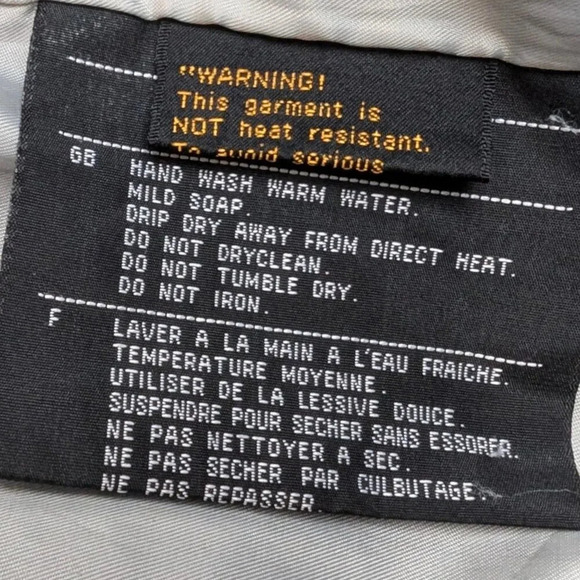 "WARNING!
This garment is
NOT heat resistant.
To avoid serious
GB HAND WASH WARM WATER.
MILD SOAP.
DRIP DRY AWAY FROM DIRECT HEAT.
DO NOT DRYCLEAN.
DO NOT TUMBLE DRY.
DO NOT IRON.
F LAVER A LA MAIN A L'EAU FRAICHE.
TEMPERATURE MOYENNE.
UTILISER DE LA LESSIVE DOUCE.
SUSPENDRE POUR SECHER SANS ESSORER.
NE PAS NETTOYER A SEC.
NE PAS SECHER PAR CULBUTAGE.
NE PAS REPASSER.